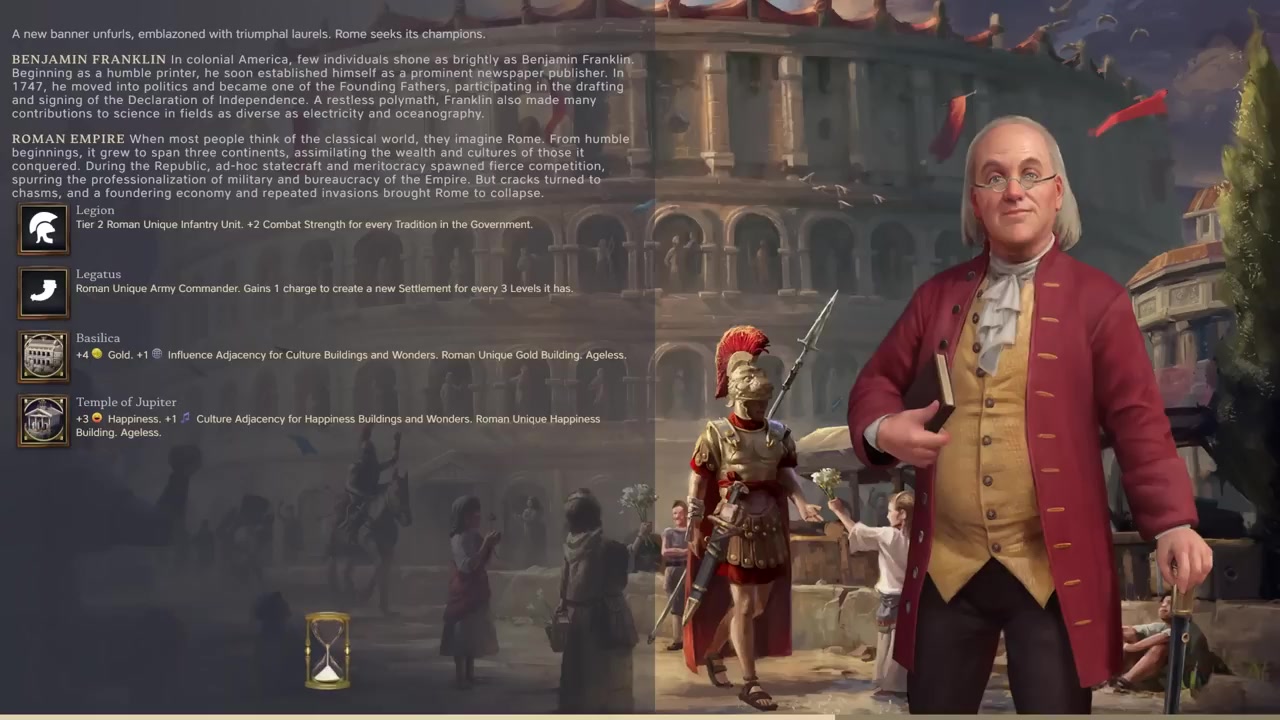 A new banner unfurls, emblazoned with triumphal laurels. Rome seeks its champions.
BENJAMIN FRANKLIN In colonial America, few individuals shone as brightly as Benjamin Franklin.
Beginning as a humble printer, he soon established himself as a prominent newspaper publisher. In
1747, he moved into politics and became one of the Founding Fathers, participating in the drafting
and signing of the Declaration of Independence. A restless polymath, Franklin also made many
contributions to science in fields as diverse as electricity and oceanography.
ROMAN EMPIRE When most people think of the classical world, they imagine Rome. From humble
beginnings, it grew to span three continents, assimilating the wealth and cultures of those it
conquered. During the Republic, ad-hoc statecraft and meritocracy spawned fierce competition,
spurring the professionalization of military and bureaucracy of the Empire. But cracks turned to
chasms, and a foundering economy and repeated invasions brought Rome to collapse.
Legion
Tier 2 Roman Unique Infantry Unit. +2 Combat Strength for every Tradition in the Government.
Legatus
Roman Unique Army Commander. Gains 1 charge to create a new Settlement for every 3 Levels it has.
Basilica
+4 Gold. +1 Influence Adjacency for Culture Buildings and Wonders. Roman Unique Gold Building. Ageless.
Temple of Jupiter
+3 Happiness. +1 Culture Adjacency for Happiness Buildings and Wonders. Roman Unique Happiness
Building. Ageless.